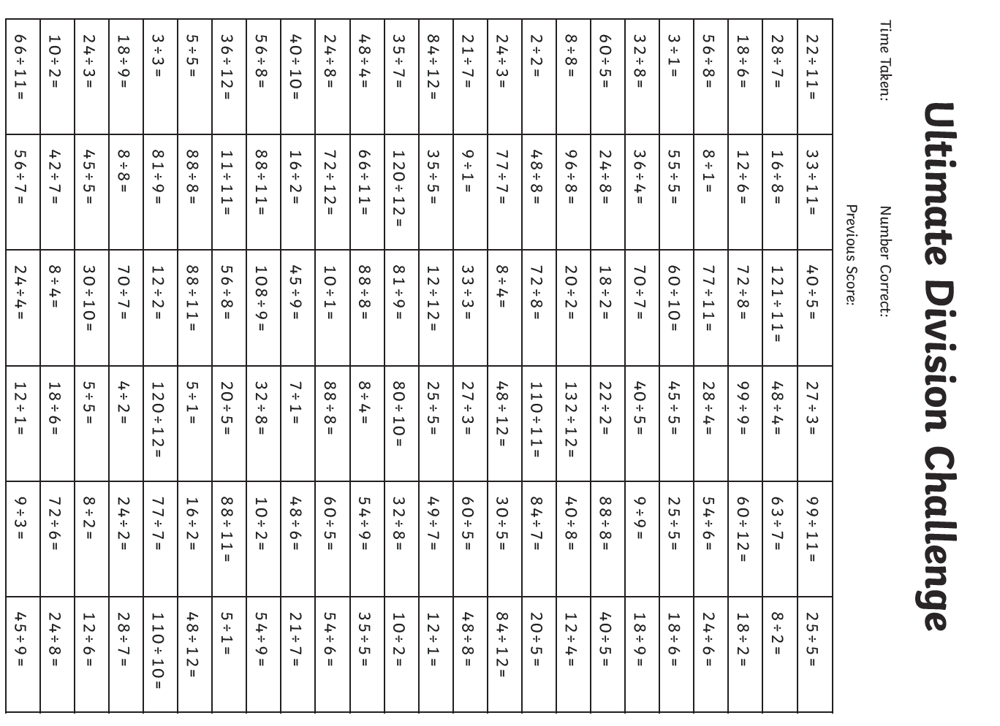 Ultimate Division Challenge
Time Taken: Number Correct:
Previous Score:
22÷11= 33÷11= 40÷5= 27÷3= 99÷11= 25÷5=
28÷7= 16÷8= 121÷11= 48÷4= 63÷7= 8÷2=
18÷6= 12÷6= 72÷8= 99÷9= 60÷12= 18÷2=
56÷8= 8÷1= 77÷11= 28÷4= 54÷6= 24÷6=
3÷1= 55÷5= 60÷10= 45÷5= 25÷5= 18÷6=
32÷8= 36÷4= 70÷7= 40÷5= 9÷9= 18÷9=
60÷5= 24÷8= 18÷2= 22÷2= 88÷8= 40÷5=
8÷8= 96÷8= 20÷2= 132÷12= 40÷8= 12÷4=
2÷2= 48÷8= 72÷8= 110÷11= 84÷7= 20÷5=
24÷3= 77÷7= 8÷4= 48÷12= 30÷5= 84÷12=
21÷7= 9÷1= 33÷3= 27÷3= 60÷5= 48÷8=
84÷12= 35÷5= 12÷12= 25÷5= 49÷7= 12÷1=
35÷7= 120÷12= 81÷9= 80÷10= 32÷8= 10÷2=
48÷4= 66÷11= 88÷8= 8÷4= 54÷9= 35÷5=
24÷8= 72÷12= 10÷1= 88÷8= 60÷5= 54÷6=
40÷10= 16÷2= 45÷9= 7÷1= 48÷6= 21÷7=
56÷8= 88÷11= 108÷9= 32÷8= 10÷2= 54÷9=
36÷12= 11÷11= 56÷8= 20÷5= 88÷11= 5÷1=
5÷5= 88÷8= 88÷11= 5÷1= 16÷2= 48÷12=
3÷3= 81÷9= 12÷2= 120÷12= 77÷7= 110÷10=
18÷9= 8÷8= 70÷7= 4÷2= 24÷2= 28÷7=
24÷3= 45÷5= 30÷10= 5÷5= 8÷2= 12÷6=
10÷2= 42÷7= 8÷4= 18÷6= 72÷6= 24÷8=
66÷11= 56÷7= 24÷4= 12÷1= 9÷3= 45÷9=